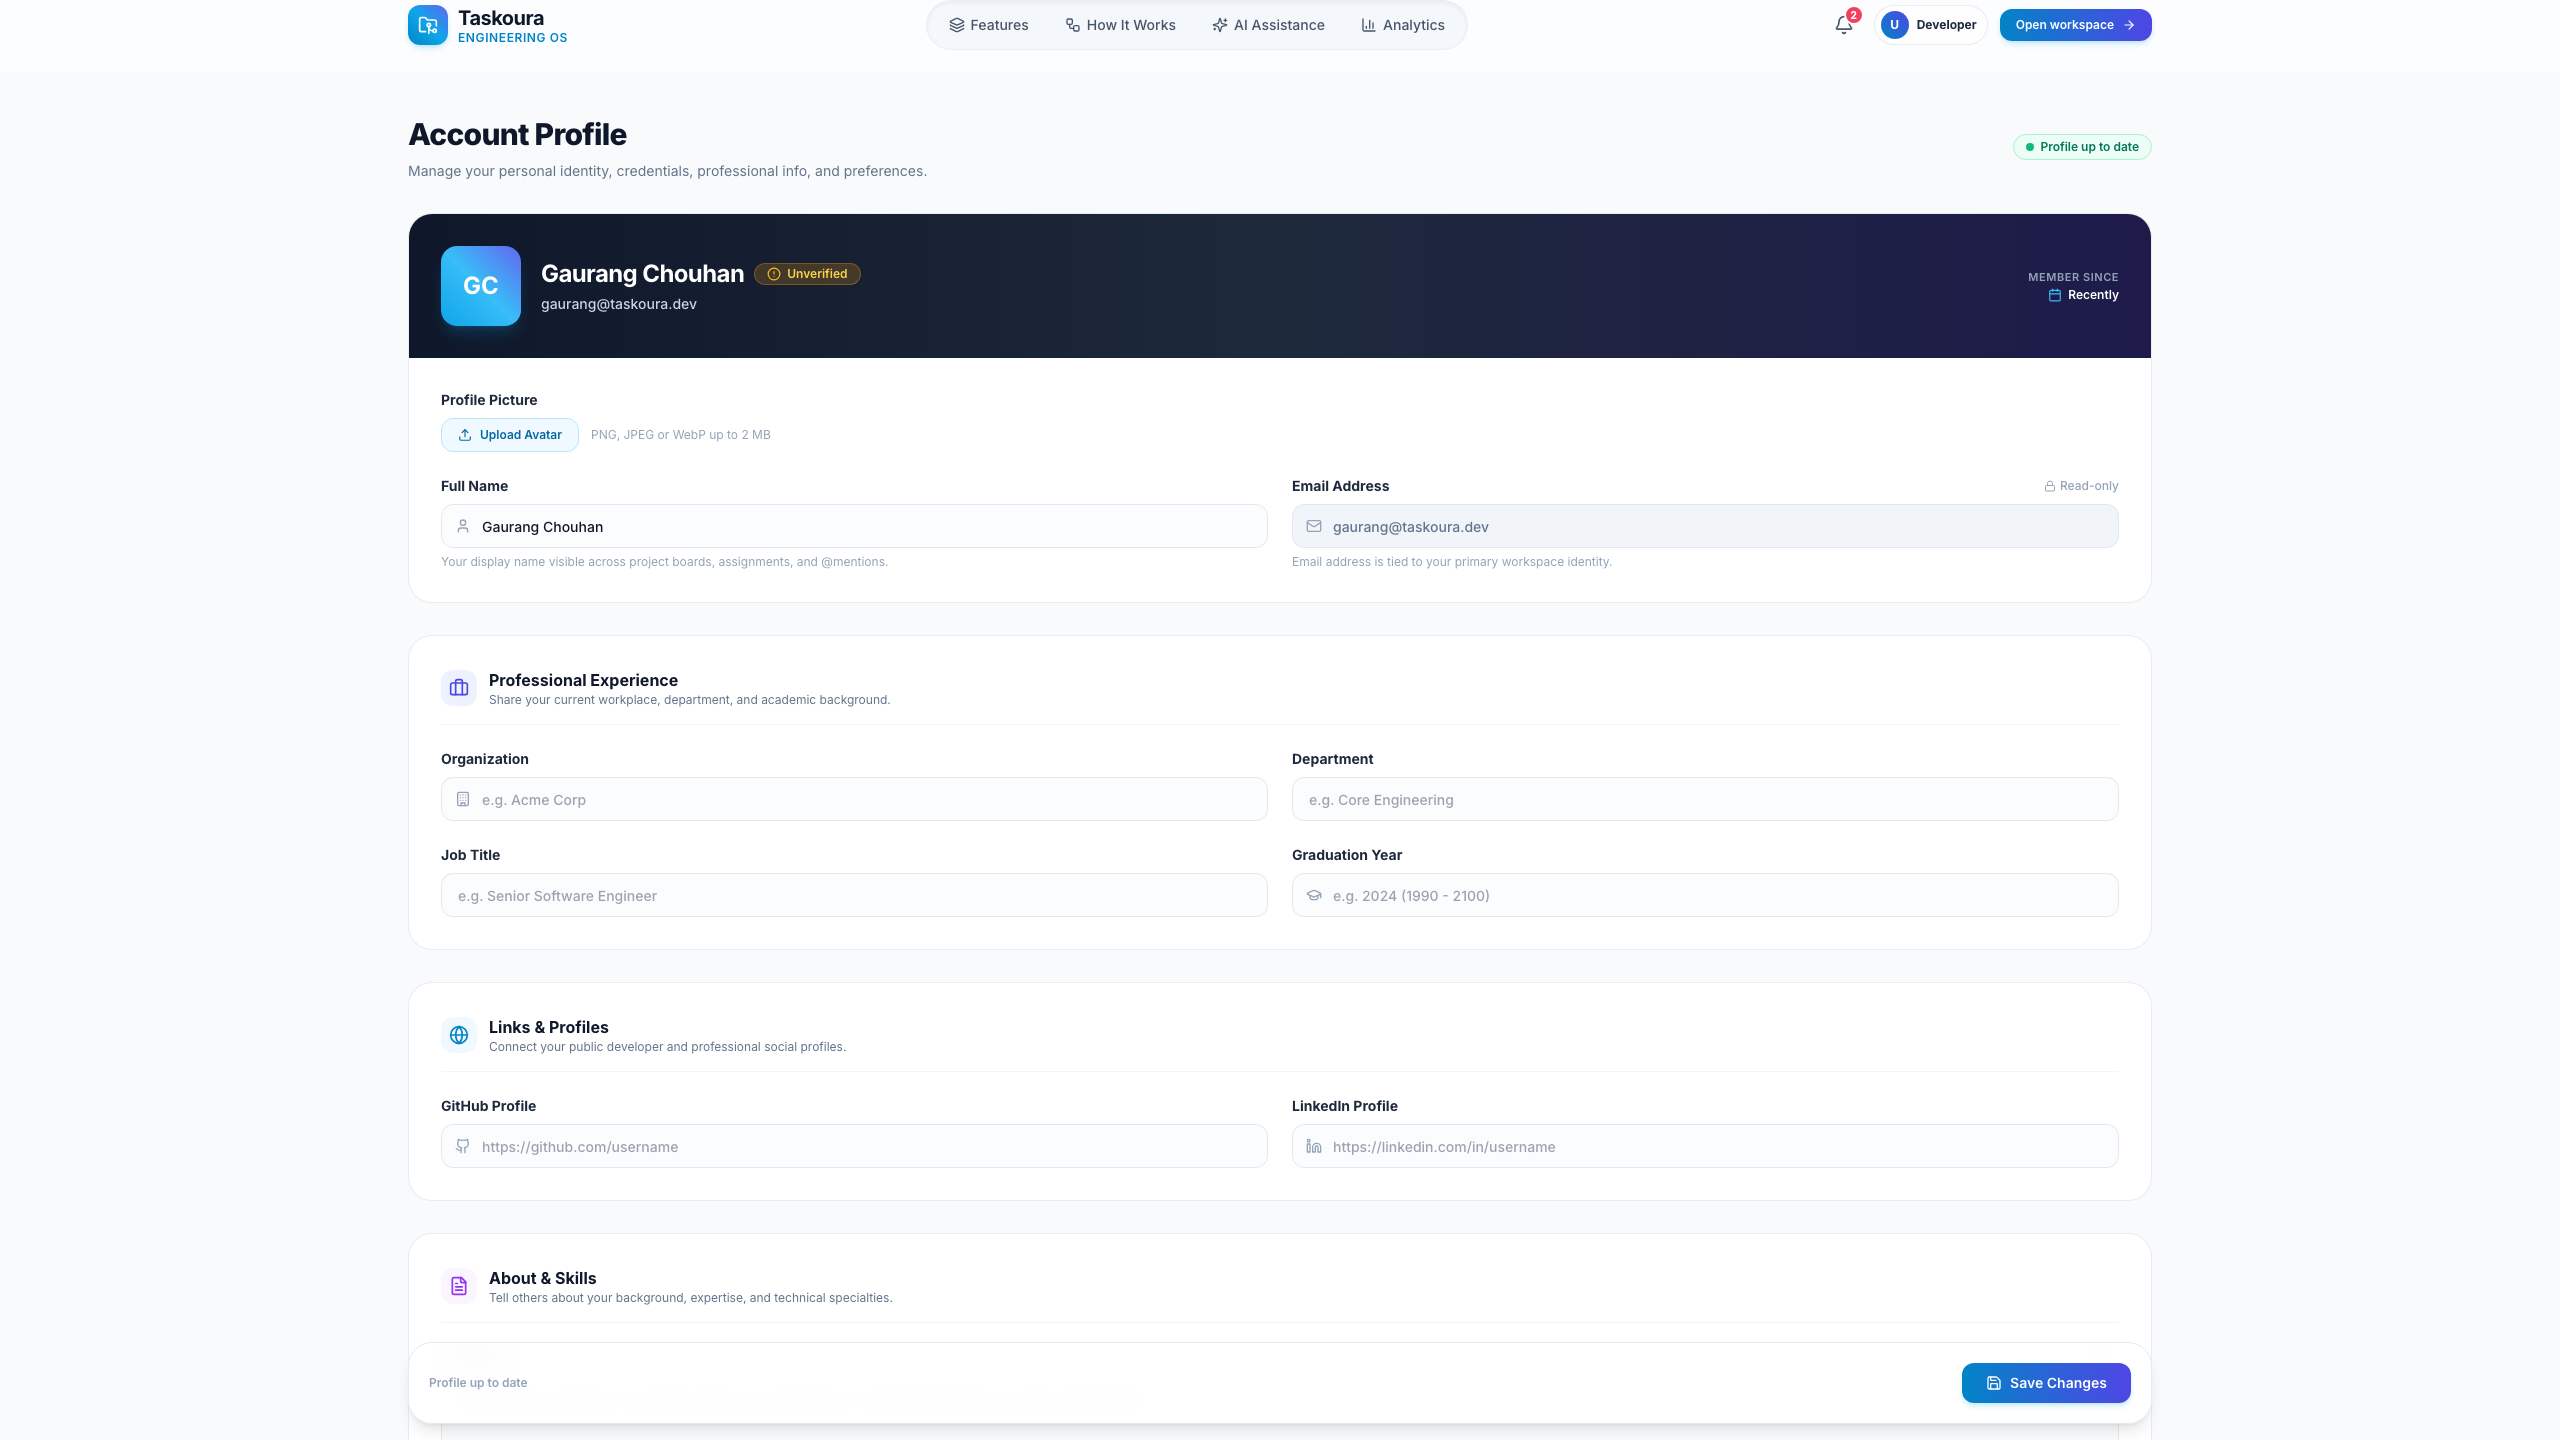 Taskoura
ENGINEERING OS
Features
How It Works
AI Assistance
Analytics
2
U
Developer
Open workspace
Account Profile
Manage your personal identity, credentials, professional info, and preferences.
Profile up to date
GC
Gaurang Chouhan
Unverified
gaurang@taskoura.dev
MEMBER SINCE
Recently
Profile Picture
Upload Avatar
PNG, JPEG or WebP up to 2 MB
Full Name
Gaurang Chouhan
Your display name visible across project boards, assignments, and @mentions.
Email Address
Read-only
gaurang@taskoura.dev
Email address is tied to your primary workspace identity.
Professional Experience
Share your current workplace, department, and academic background.
Organization
e.g. Acme Corp
Department
e.g. Core Engineering
Job Title
e.g. Senior Software Engineer
Graduation Year
e.g. 2024 (1990 - 2100)
Links & Profiles
Connect your public developer and professional social profiles.
GitHub Profile
https://github.com/username
LinkedIn Profile
https://linkedin.com/in/username
About & Skills
Tell others about your background, expertise, and technical specialties.
Profile up to date
Save Changes